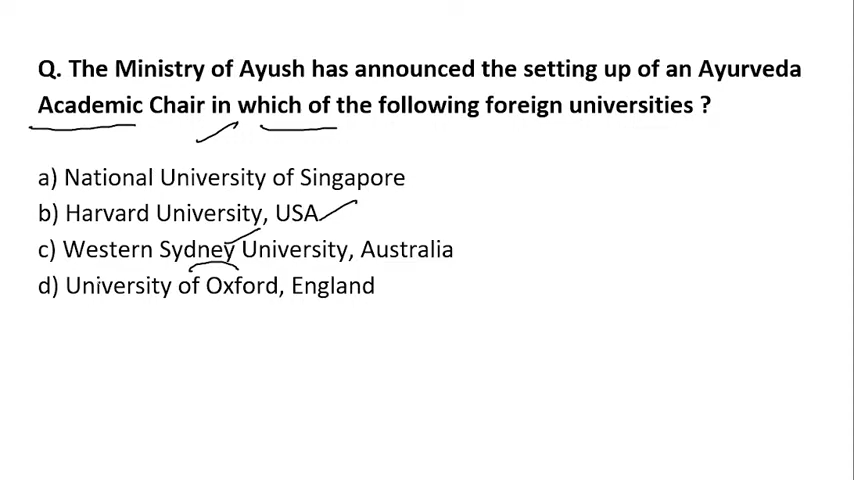 Q. The Ministry of Ayush has announced the setting up of an Ayurveda
Academic Chair in which of the following foreign universities ?
a) National University of Singapore
b) Harvard University, USA
c) Western Sydney University, Australia
d) University of Oxford, England